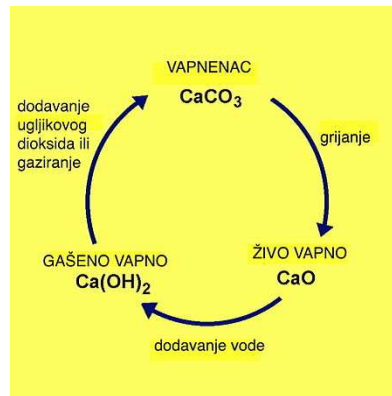 VAPNENAC
CaCO3
dodavanje
ugljikovog
dioksida ili
gaziranje
grijanje
GAŠENO VAPNO
Ca(OH)2
ŽIVO VAPNO
CaO
dodavanje vode